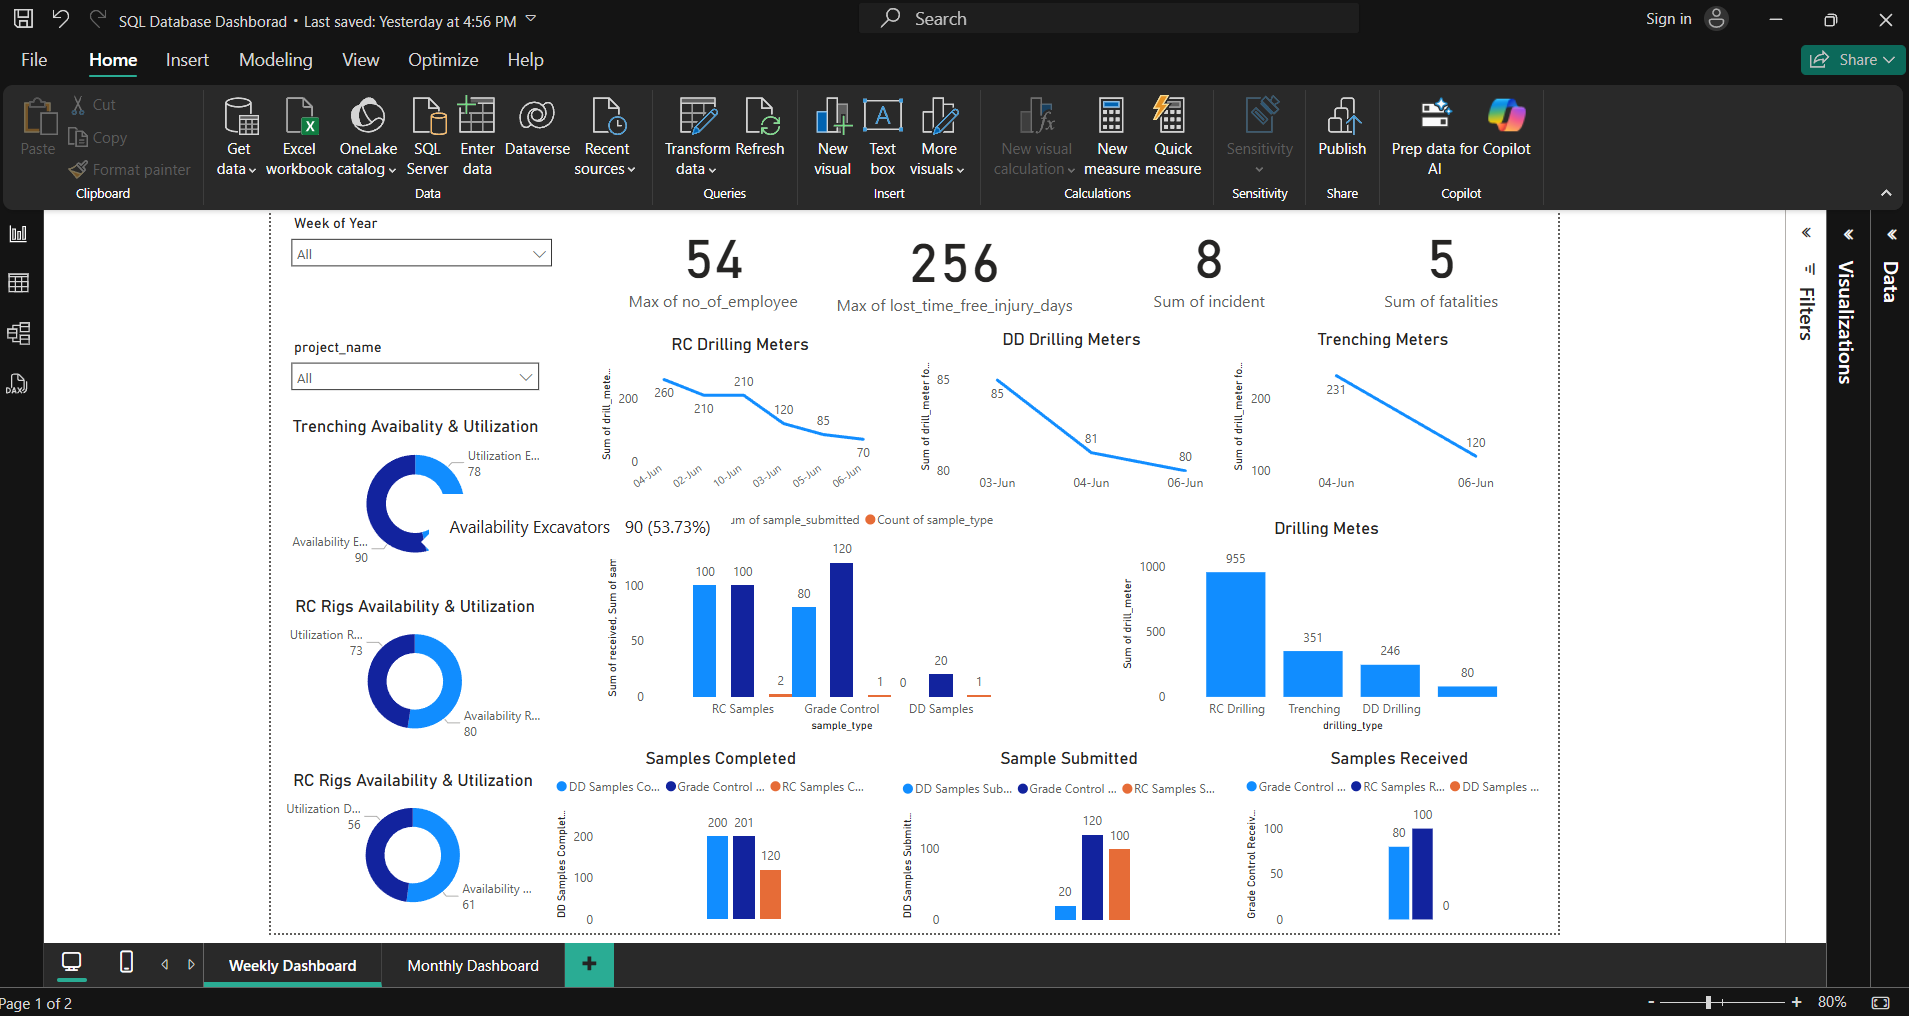 SQL Database Dashborad • Last saved: Yesterday at 4:56 PM
Search
Sign in
File
Home
Insert
Modeling
View
Optimize
Help
Share
Paste
Cut
Copy
Format painter
Clipboard
Get data
Excel workbook
OneLake catalog
SQL Server
Enter data
Dataverse
Recent sources
Data
Transform data
Refresh
Queries
New visual
Text box
More visuals
Insert
New visual calculation
New measure
Quick measure
Calculations
Sensitivity
Sensitivity
Publish
Share
Prep data for AI
Copilot
Copilot
DAX
Week of Year
All
54
Max of no_of_employee
256
Max of lost_time_free_injury_days
8
Sum of incident
5
Sum of fatalities
project_name
All
RC Drilling Meters
Sum of drill_mete...
200
0
260
210
210
120
85
70
04-Jun
02-Jun
10-Jun
03-Jun
05-Jun
06-Jun
DD Drilling Meters
Sum of drill_meter fo...
85
80
85
81
80
03-Jun
04-Jun
06-Jun
Trenching Meters
Sum of drill_meter fo...
200
100
231
120
04-Jun
06-Jun
Trenching Avaibality & Utilization
Utilization E...
78
Availability E...
90
Availability Excavators 90 (53.73%)
um of sample_submitted
Count of sample_type
Sum of received, Sum of sam
100
50
0
100
100
2
80
120
1
0
20
1
RC Samples
Grade Control
DD Samples
sample_type
Drilling Metes
Sum of drill_meter
1000
500
0
955
351
246
80
RC Drilling
Trenching
DD Drilling
drilling_type
RC Rigs Availability & Utilization
Utilization R...
73
Availability R...
80
RC Rigs Availability & Utilization
Utilization D...
56
Availability ...
61
Samples Completed
DD Samples Co...
Grade Control ...
RC Samples C...
DD Samples Complet...
200
100
0
200
201
120
Sample Submitted
DD Samples Sub...
Grade Control ...
RC Samples S...
DD Samples Submitt...
100
0
20
120
100
Samples Received
Grade Control ...
RC Samples R...
DD Samples ...
Grade Control Receiv...
100
50
0
80
100
0
Filters
Visualizations
Data
Weekly Dashboard
Monthly Dashboard
+
Page 1 of 2
- + 80%